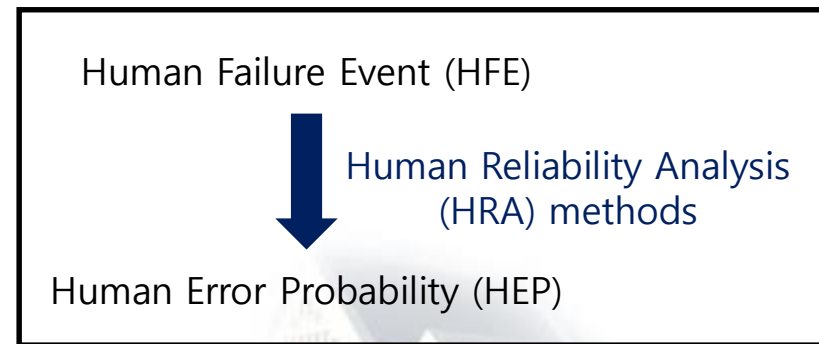 Human Failure Event (HFE)
Human Reliability Analysis
(HRA) methods
Human Error Probability (HEP)